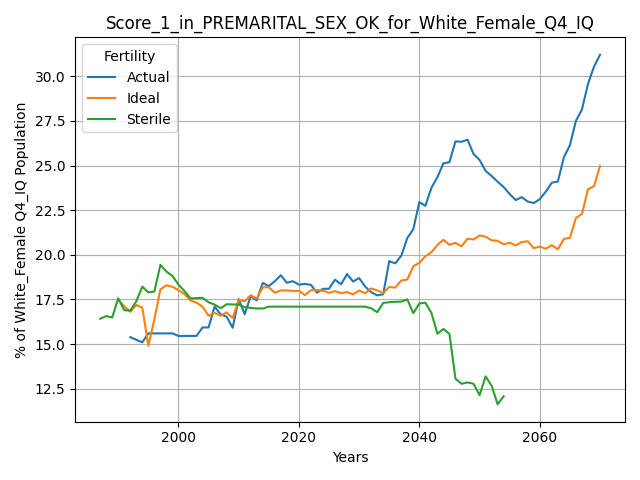 Score_1_in_PREMARITAL_SEX_OK_for_White_Female_Q4_IQ
Fertility
Actual
Ideal
Sterile
% of White_Female Q4_IQ Population
30.0
27.5
25.0
22.5
20.0
17.5
15.0
12.5
2000
2020
2040
2060
Years